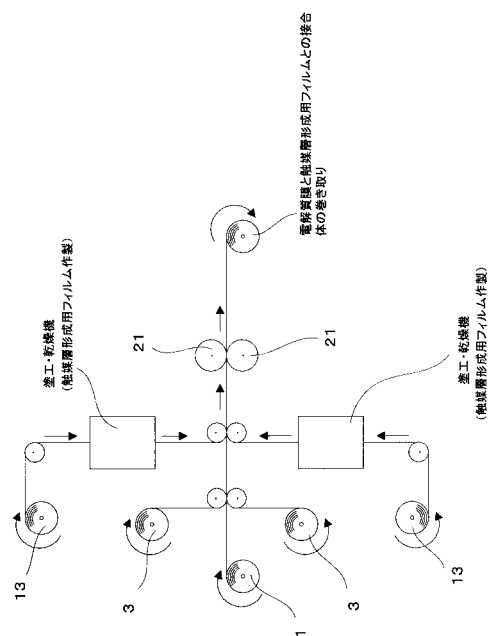 塗工・乾燥機
(触媒層形成用フィルム作製)
電解質膜と触媒層形成用フィルムとの接合
体の巻き取り
21
21
塗工・乾燥機
(触媒層形成用フィルム作製)
13
3
1
3
13